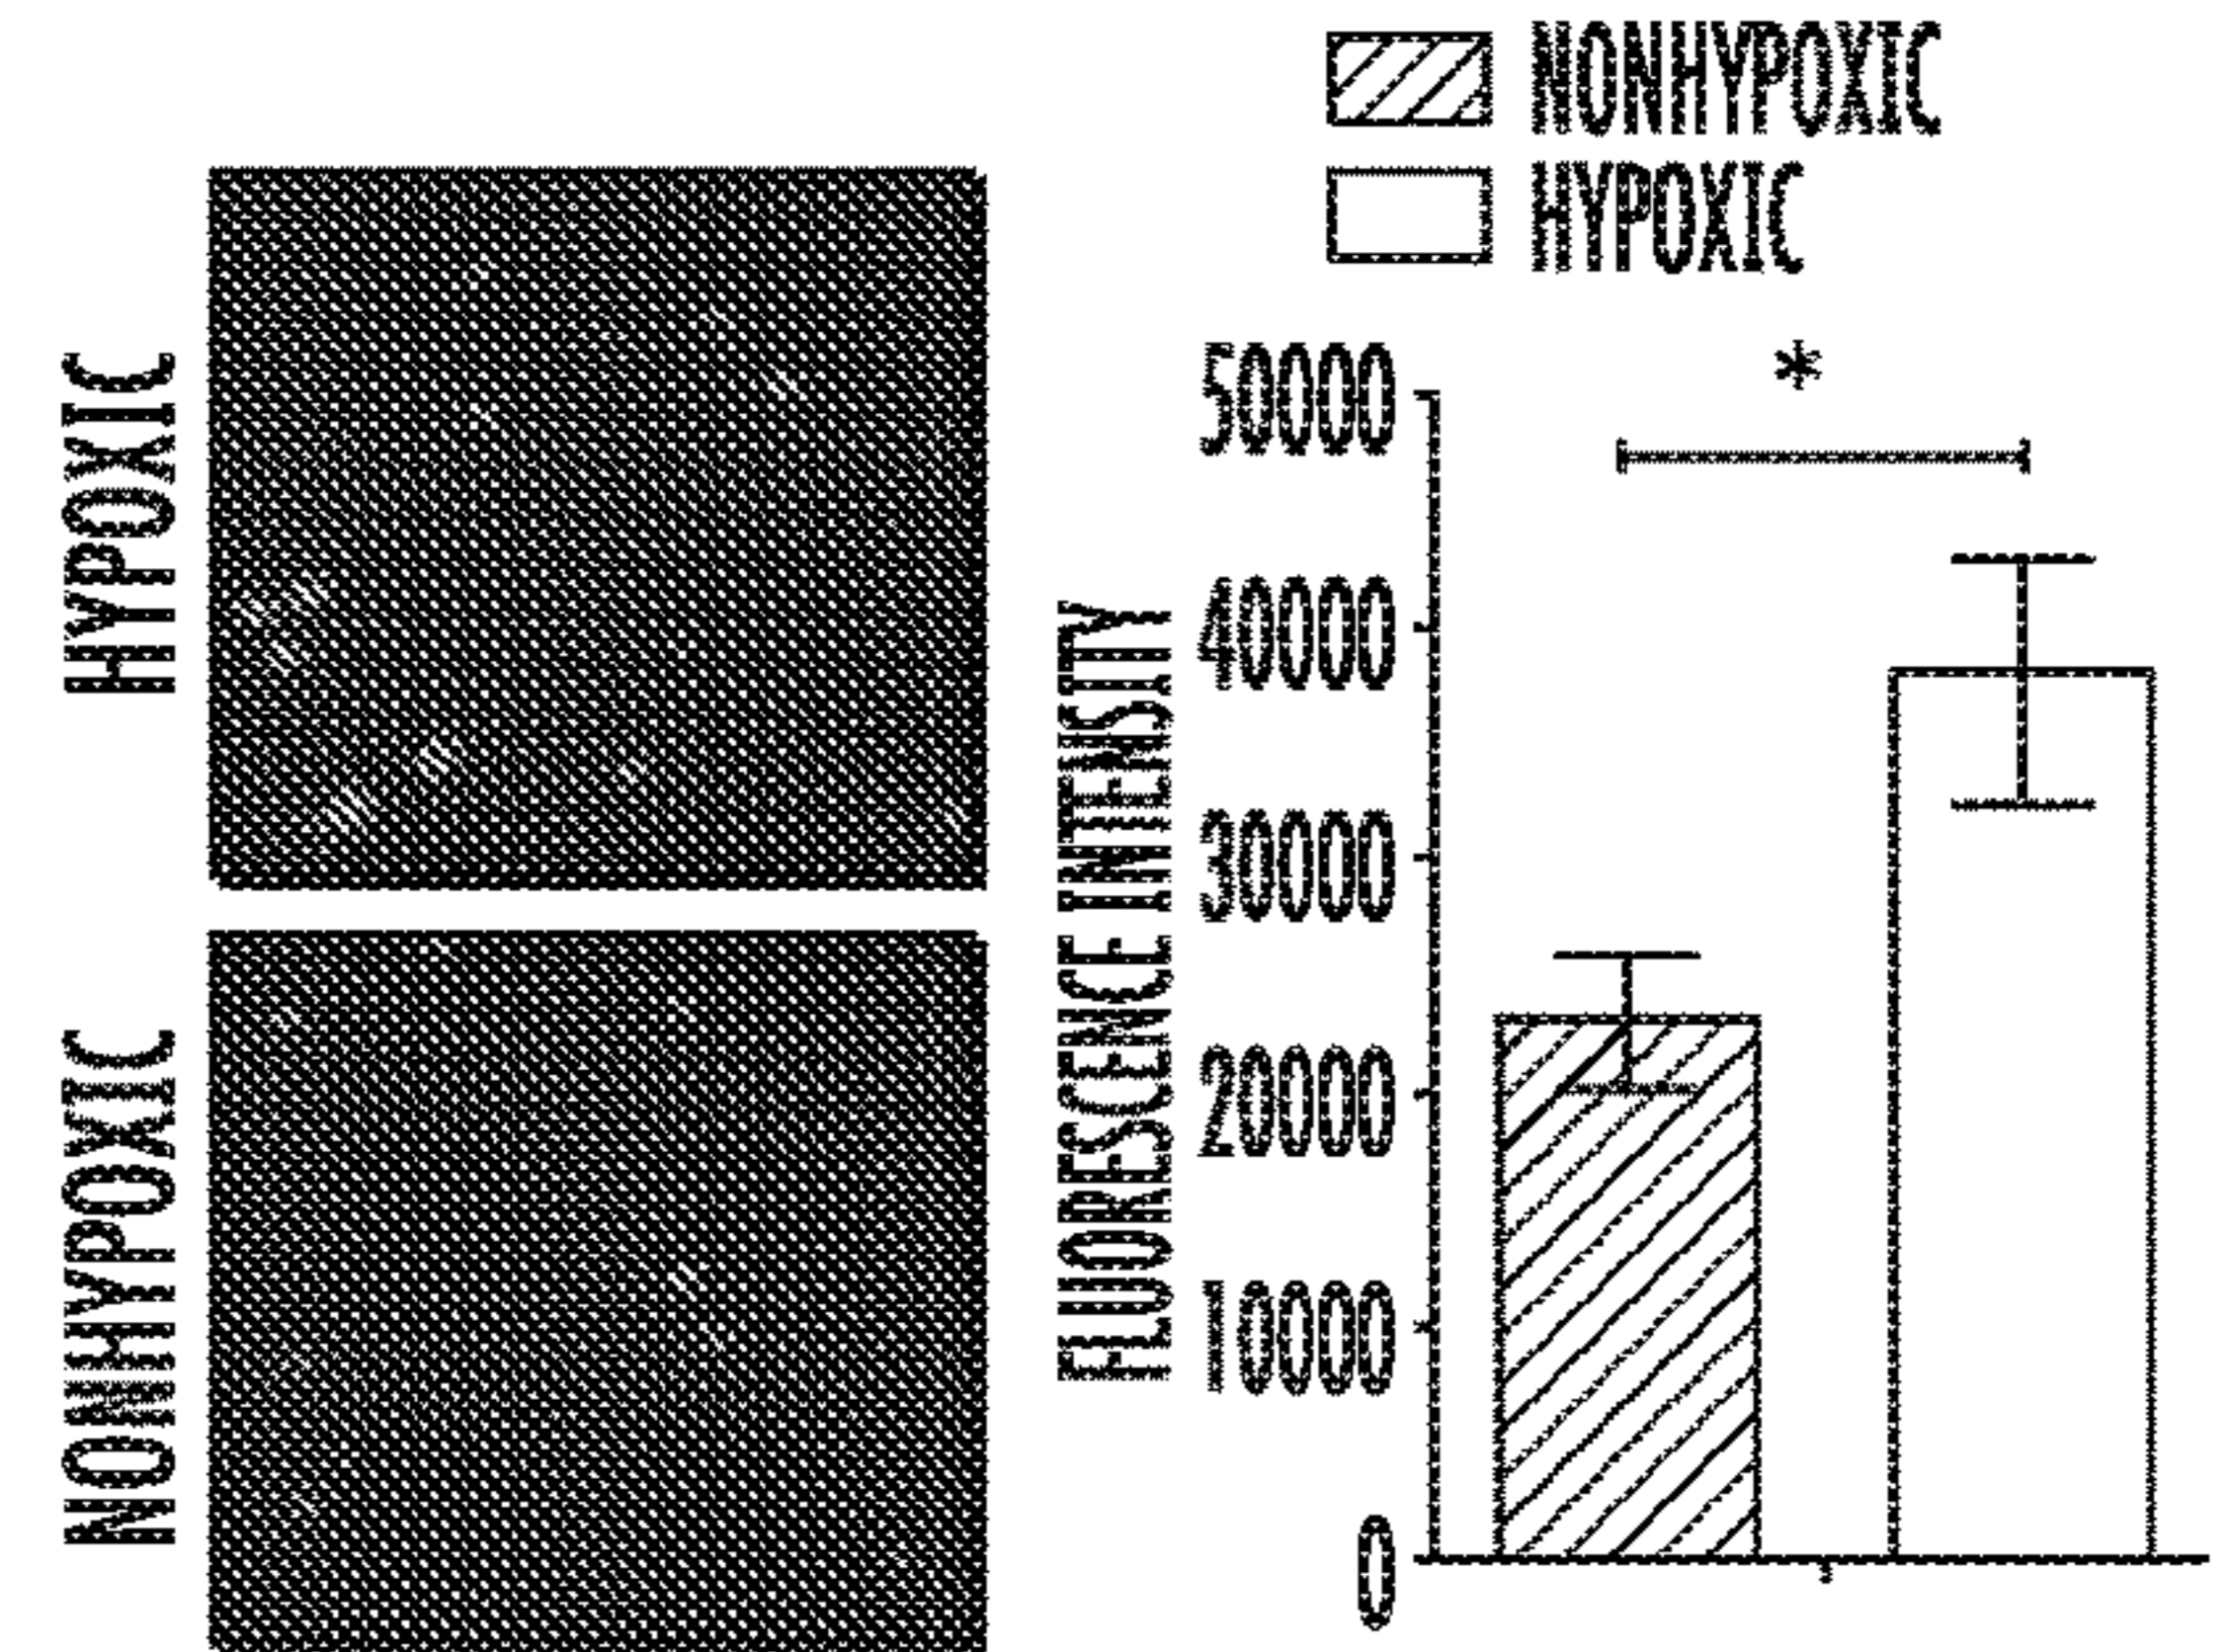 NONHYPOXIC
HYPOXIC
HYPOXIC
NONHYPOXIC
FLUORESCENCE INTENSITY
50000
40000
30000
20000
10000
0
*